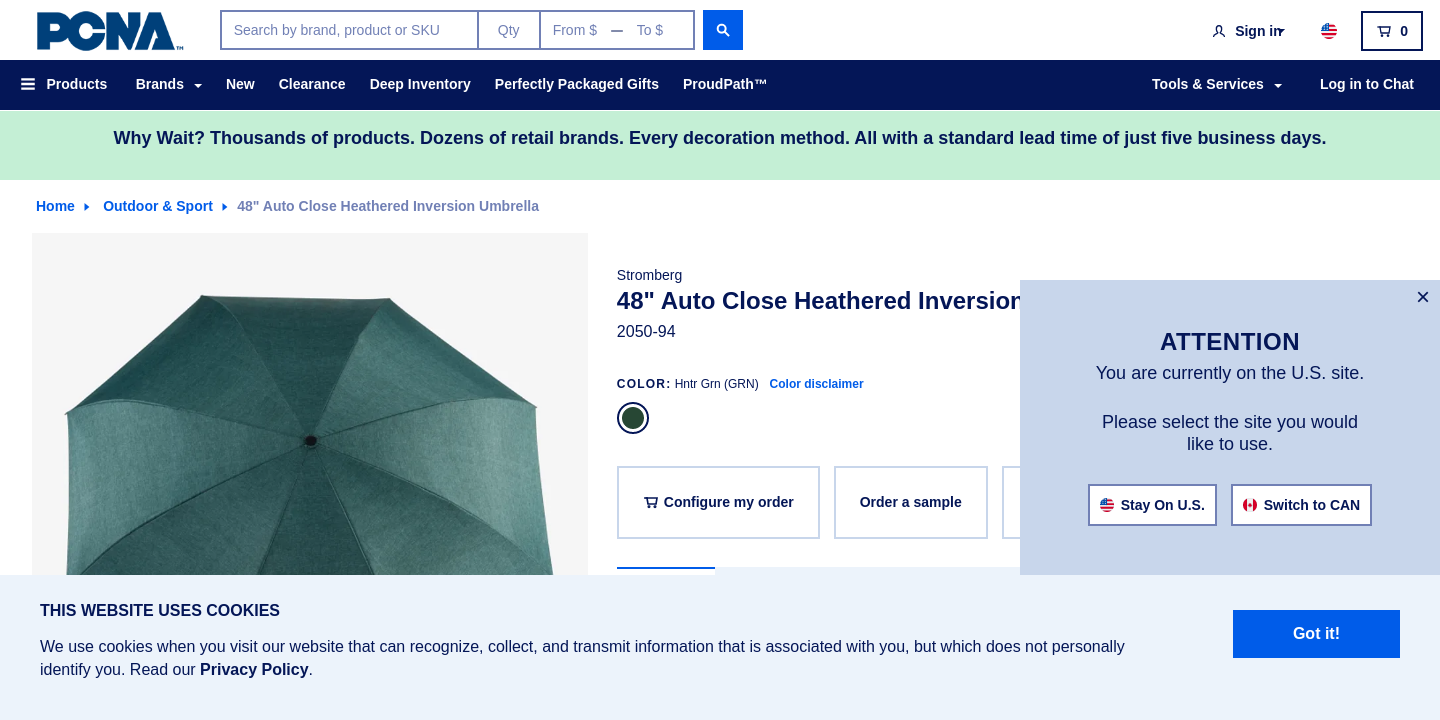 PCNA™
Search by brand, product or SKU
Qty
From $ — To $
Sign in
0
Products
Brands
New
Clearance
Deep Inventory
Perfectly Packaged Gifts
ProudPath™
Tools & Services
Log in to Chat
Why Wait? Thousands of products. Dozens of retail brands. Every decoration method. All with a standard lead time of just five business days.
Home
Outdoor & Sport
48" Auto Close Heathered Inversion Umbrella
Stromberg
48" Auto Close Heathered Inversion
2050-94
COLOR: Hntr Grn (GRN) Color disclaimer
Configure my order
Order a sample
×
ATTENTION
You are currently on the U.S. site.
Please select the site you would
like to use.
Stay On U.S.
Switch to CAN
THIS WEBSITE USES COOKIES
We use cookies when you visit our website that can recognize, collect, and transmit information that is associated with you, but which does not personally
identify you. Read our Privacy Policy.
Got it!